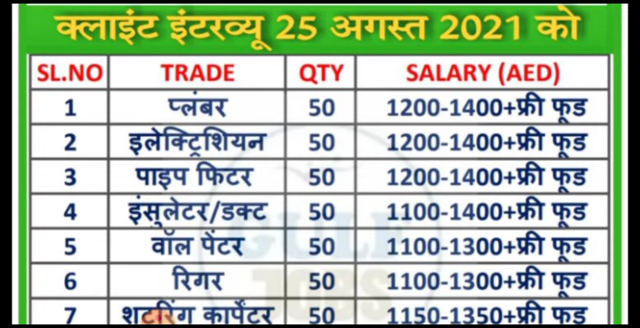 क्लाइंट इंटरव्यू 25 अगस्त 2021 को
SL.NO TRADE QTY SALARY (AED)
1 प्लंबर 50 1200-1400+फ्री फूड
2 इलेक्ट्रिशियन 50 1200-1400+फ्री फूड
3 पाइप फिटर 50 1200-1400+फ्री फूड
4 इंसुलेटर/डक्ट 50 1100-1400+फ्री फूड
5 वॉल पेंटर 50 1100-1300+फ्री फूड
6 रिगर 50 1100-1300+फ्री फूड
7 शटरिंग कार्पेंटर 50 1150-1350+फ्री फूड
GULF
JOBS